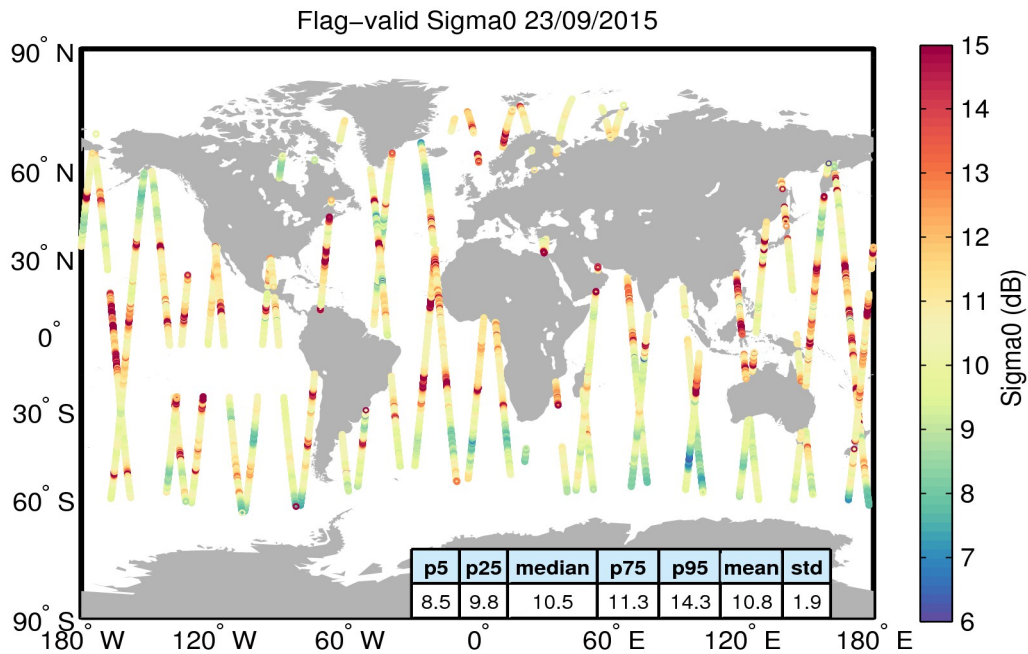 Flag−valid Sigma0 23/09/2015
90° N
60° N
30° N
0°
30° S
60° S
90° S
180° W
120° W
60° W
0°
60° E
120° E
180° E
p5 p25 median p75 p95 mean std
8.5 9.8 10.5 11.3 14.3 10.8 1.9
15
14
13
12
11
10
9
8
7
6
Sigma0 (dB)